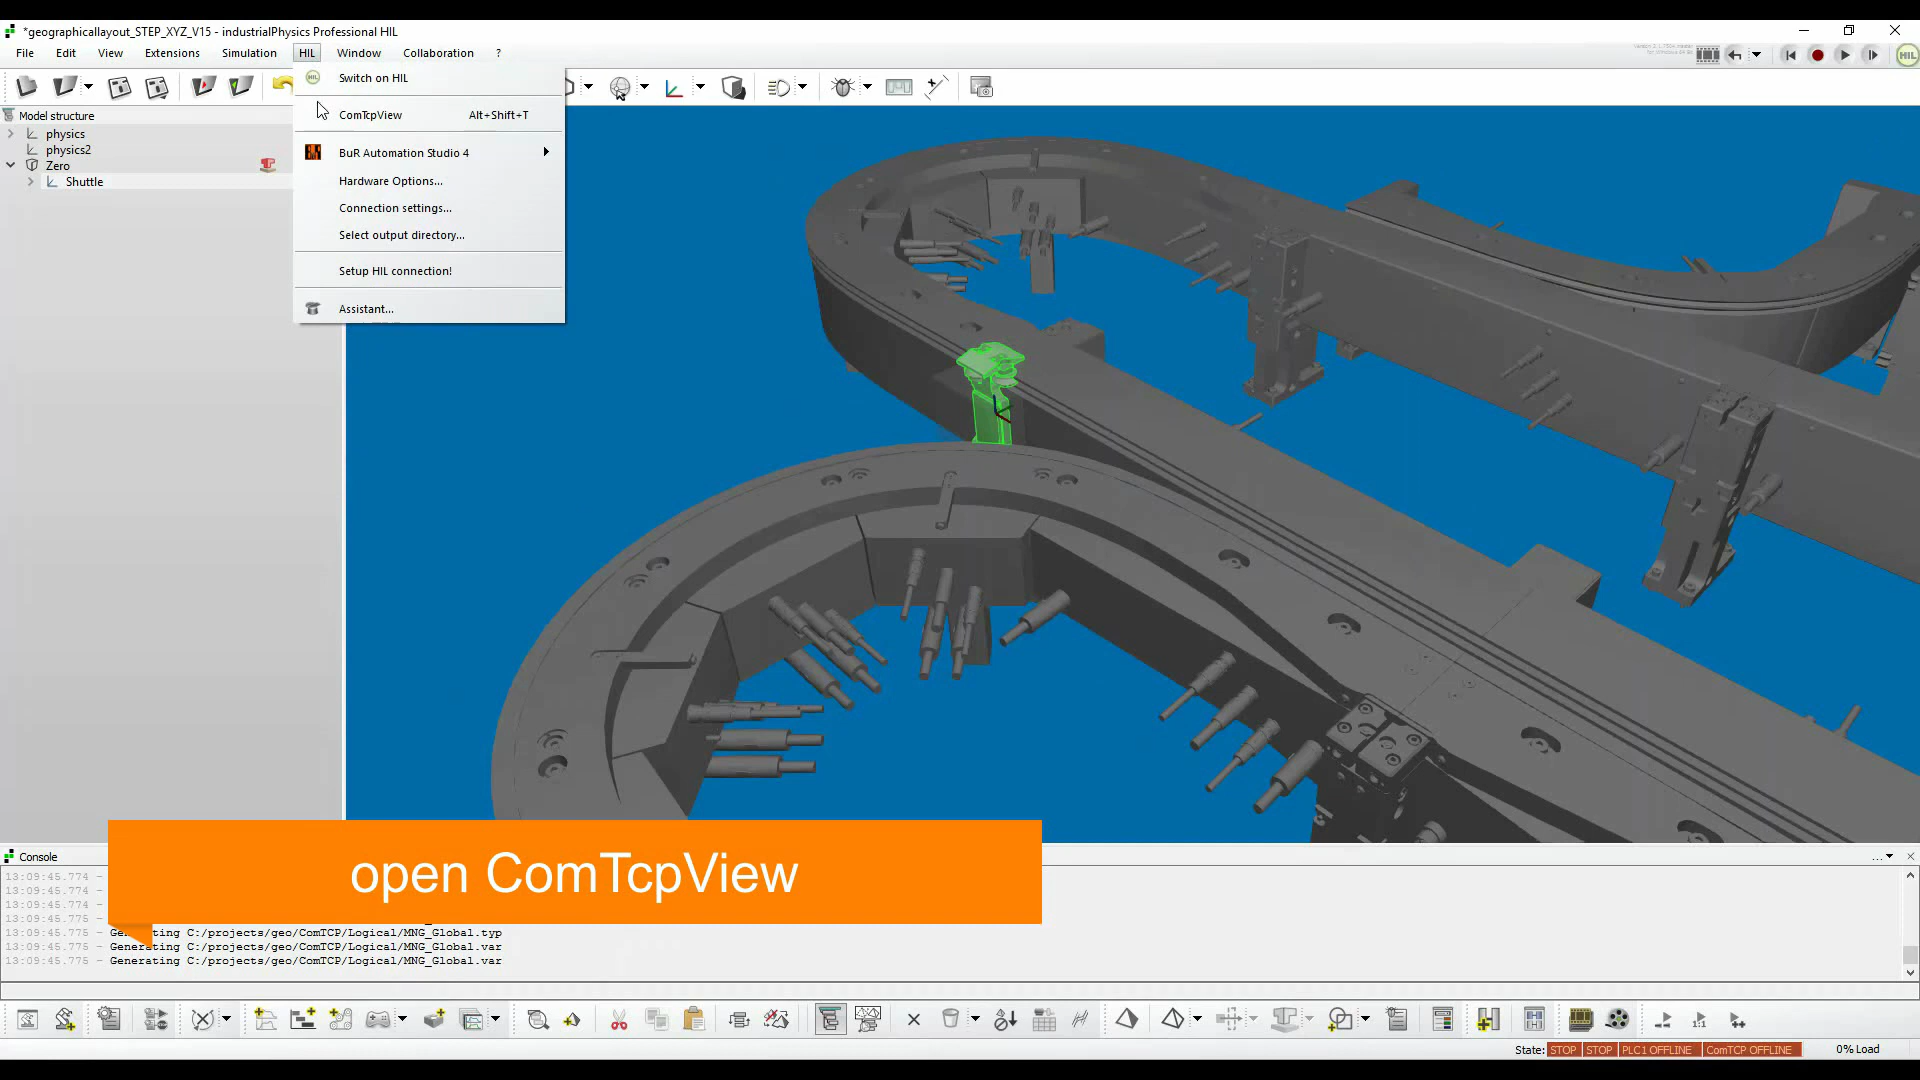 *geographicallayout_STEP_XYZ_V15 - industrialPhysics Professional HIL
File Edit View Extensions Simulation HIL Window Collaboration ?
HIL
HIL Switch on HIL
ComTcpView Alt+Shift+T
BuR Automation Studio 4
Hardware Options...
Connection settings...
Select output directory...
Setup HIL connection!
Assistant...
Model structure
physics
physics2
Zero
Shuttle
open ComTcpView
Console
...
13:09:45.774 -
13:09:45.774 -
13:09:45.774 -
13:09:45.775 -
13:09:45.775 - Generating C:/projects/geo/ComTCP/Logical/MNG_Global.typ
13:09:45.775 - Generating C:/projects/geo/ComTCP/Logical/MNG_Global.var
13:09:45.775 - Generating C:/projects/geo/ComTCP/Logical/MNG_Global.var
1:1
State: STOP STOP PLC1 OFFLINE ComTCP OFFLINE 0% Load